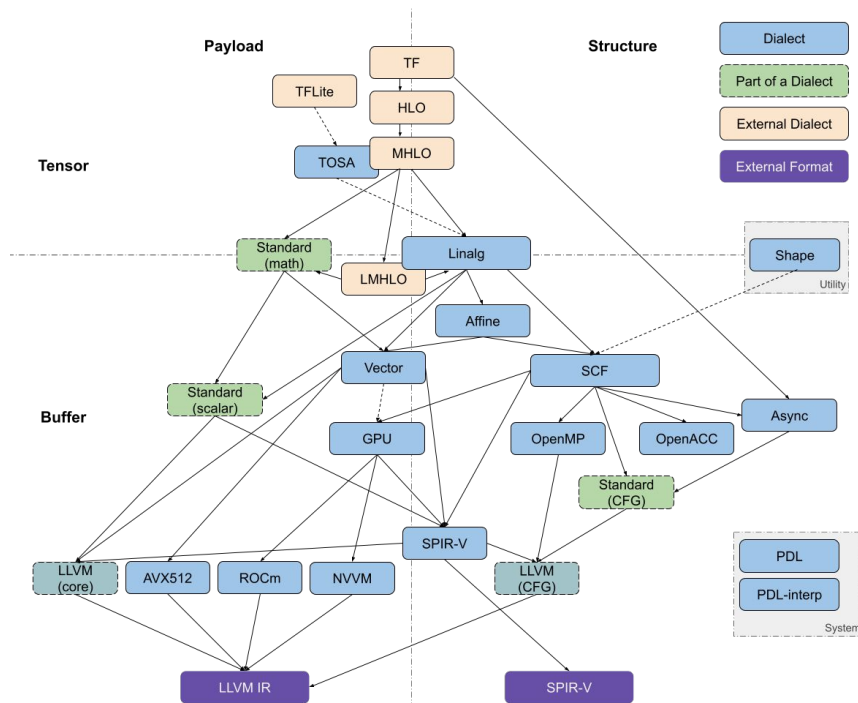 Payload
Structure
Dialect
TF
Part of a Dialect
TFLite
HLO
External Dialect
Tensor
TOSA
MHLO
External Format
Standard
(math)
Linalg
Shape
LMHLO
Utility
Affine
Vector
SCF
Standard
(scalar)
Buffer
Async
GPU
OpenMP
OpenACC
Standard
(CFG)
SPIR-V
PDL
LLVM
(core)
AVX512
ROCm
NVVM
LLVM
(CFG)
PDL-interp
System
LLVM IR
SPIR-V